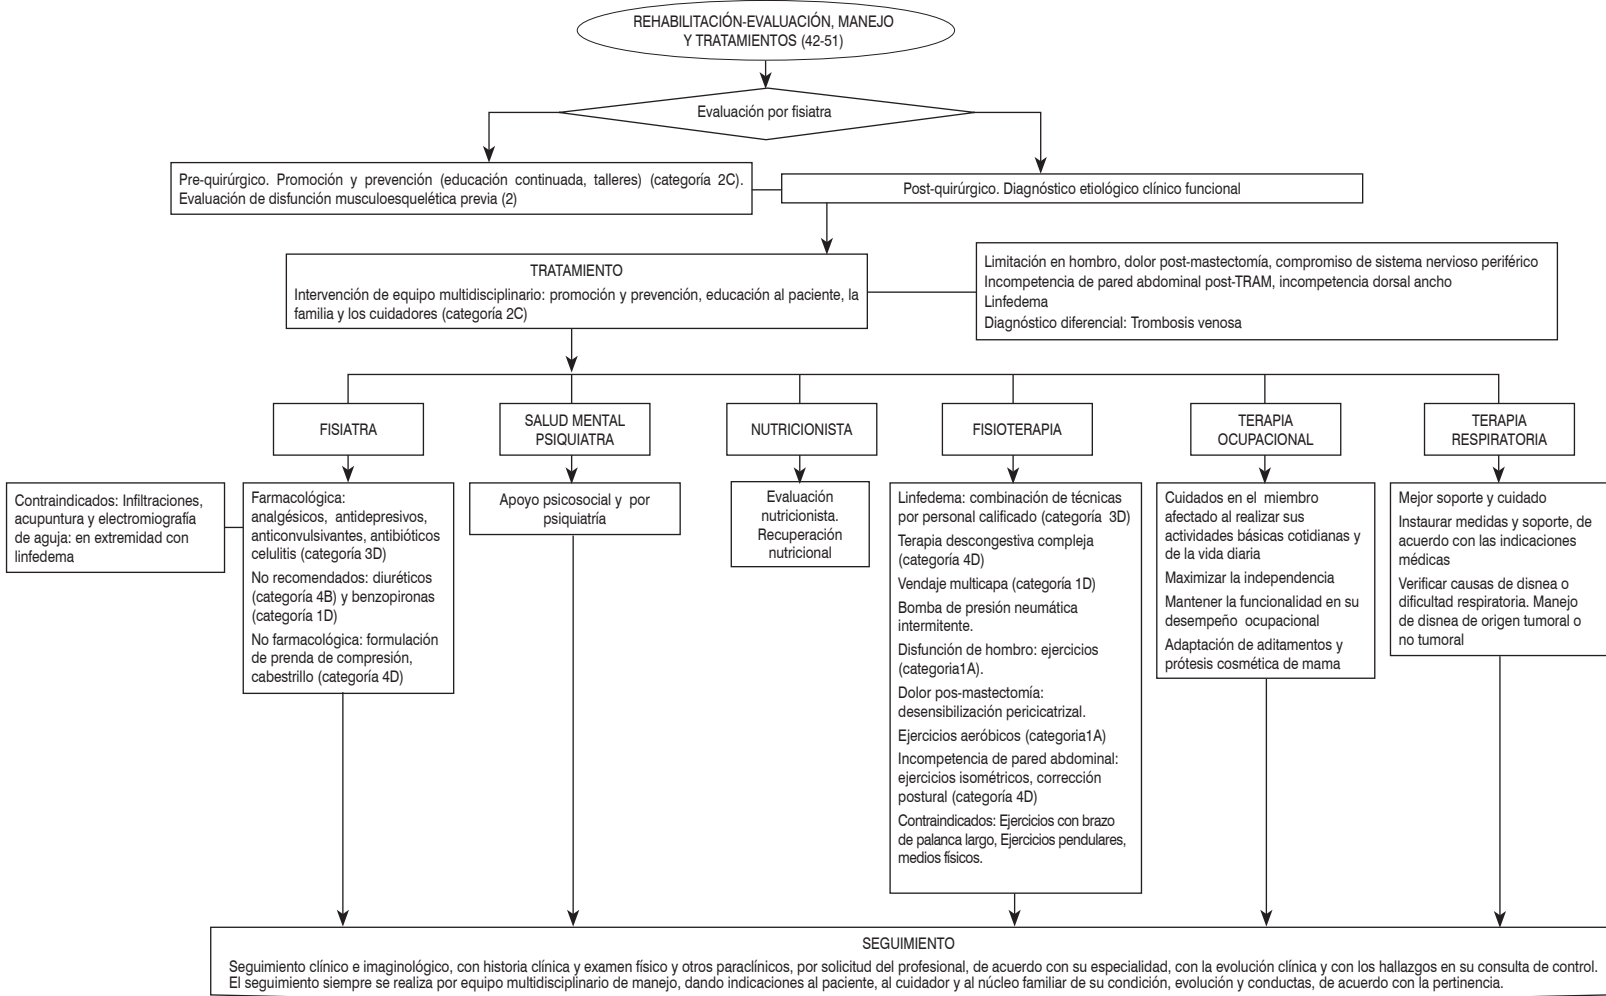 REHABILITACIÓN-EVALUACIÓN, MANEJO
Y TRATAMIENTOS (42-51)
Evaluación por fisiatra
Pre-quirúrgico. Promoción y prevención (educación continuada, talleres) (categoría 2C).
Evaluación de disfunción musculoesquelética previa (2)
Post-quirúrgico. Diagnóstico etiológico clínico funcional
TRATAMIENTO
Intervención de equipo multidisciplinario: promoción y prevención, educación al paciente, la
familia y los cuidadores (categoría 2C)
Limitación en hombro, dolor post-mastectomía, compromiso de sistema nervioso periférico
Incompetencia de pared abdominal post-TRAM, incompetencia dorsal ancho
Linfedema
Diagnóstico diferencial: Trombosis venosa
FISIATRA
SALUD MENTAL
PSIQUIATRA
NUTRICIONISTA
FISIOTERAPIA
TERAPIA
OCUPACIONAL
TERAPIA
RESPIRATORIA
Contraindicados: Infiltraciones,
acupuntura y electromiografía
de aguja: en extremidad con
linfedema
Farmacológica:
analgésicos, antidepresivos,
anticonvulsivantes, antibióticos
celulitis (categoría 3D)
No recomendados: diuréticos
(categoría 4B) y benzopironas
(categoría 1D)
No farmacológica: formulación
de prenda de compresión,
cabestrillo (categoría 4D)
Apoyo psicosocial y por
psiquiatría
Evaluación
nutricionista.
Recuperación
nutricional
Linfedema: combinación de técnicas
por personal calificado (categoría 3D)
Terapia descongestiva compleja
(categoría 4D)
Vendaje multicapa (categoría 1D)
Bomba de presión neumática
intermitente.
Disfunción de hombro: ejercicios
(categoria1A).
Dolor pos-mastectomía:
desensibilización pericicatrizal.
Ejercicios aeróbicos (categoria1A)
Incompetencia de pared abdominal:
ejercicios isométricos, corrección
postural (categoría 4D)
Contraindicados: Ejercicios con brazo
de palanca largo, Ejercicios pendulares,
medios físicos.
Cuidados en el miembro
afectado al realizar sus
actividades básicas cotidianas y
de la vida diaria
Maximizar la independencia
Mantener la funcionalidad en su
desempeño ocupacional
Adaptación de aditamentos y
prótesis cosmética de mama
Mejor soporte y cuidado
Instaurar medidas y soporte, de
acuerdo con las indicaciones
médicas
Verificar causas de disnea o
dificultad respiratoria. Manejo
de disnea de origen tumoral o
no tumoral
SEGUIMIENTO
Seguimiento clínico e imaginológico, con historia clínica y examen físico y otros paraclínicos, por solicitud del profesional, de acuerdo con su especialidad, con la evolución clínica y con los hallazgos en su consulta de control.
El seguimiento siempre se realiza por equipo multidisciplinario de manejo, dando indicaciones al paciente, al cuidador y al núcleo familiar de su condición, evolución y conductas, de acuerdo con la pertinencia.